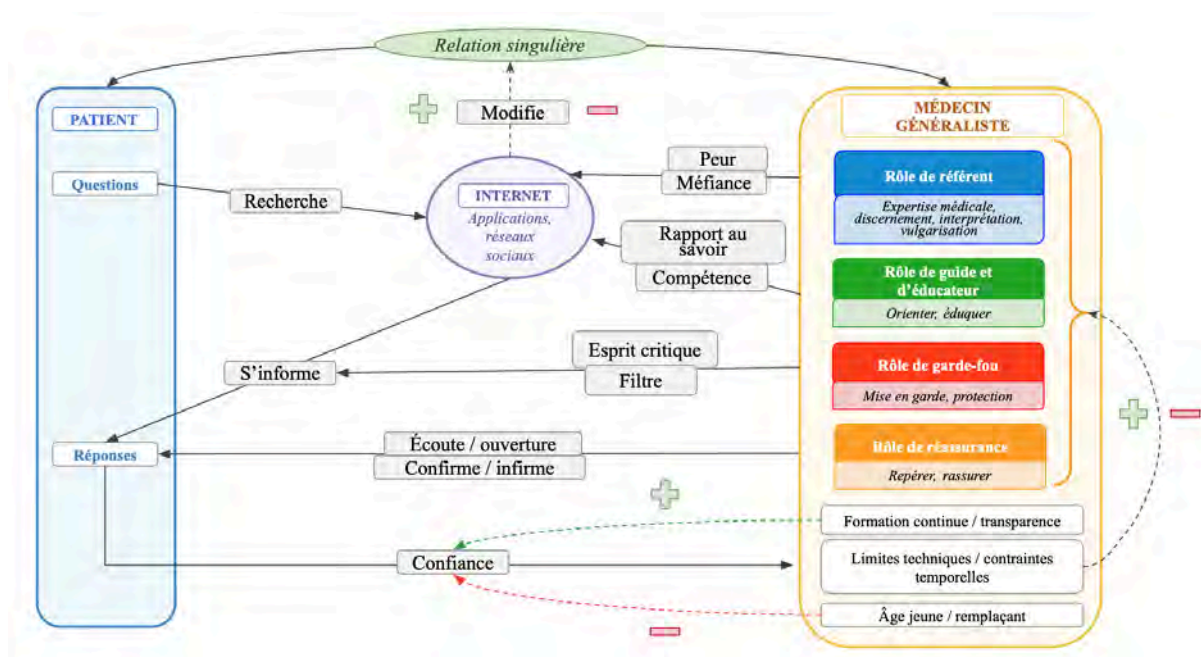 Relation singulière
Modifie
PATIENT
Questions
Recherche
INTERNET
Applications,
réseaux
sociaux
S'informe
Réponses
Peur
Méfiance
Rapport au
savoir
Compétence
Esprit critique
Filtre
Écoute / ouverture
Confirme / infirme
Confiance
MÉDECIN
GÉNÉRALISTE
Rôle de référent
Expertise médicale,
discernement, interprétation,
vulgarisation
Rôle de guide et
d'éducateur
Orienter, éduquer
Rôle de garde-fou
Mise en garde, protection
Rôle de réassurance
Repérer, rassurer
Formation continue / transparence
Limites techniques / contraintes
temporelles
Âge jeune / remplaçant